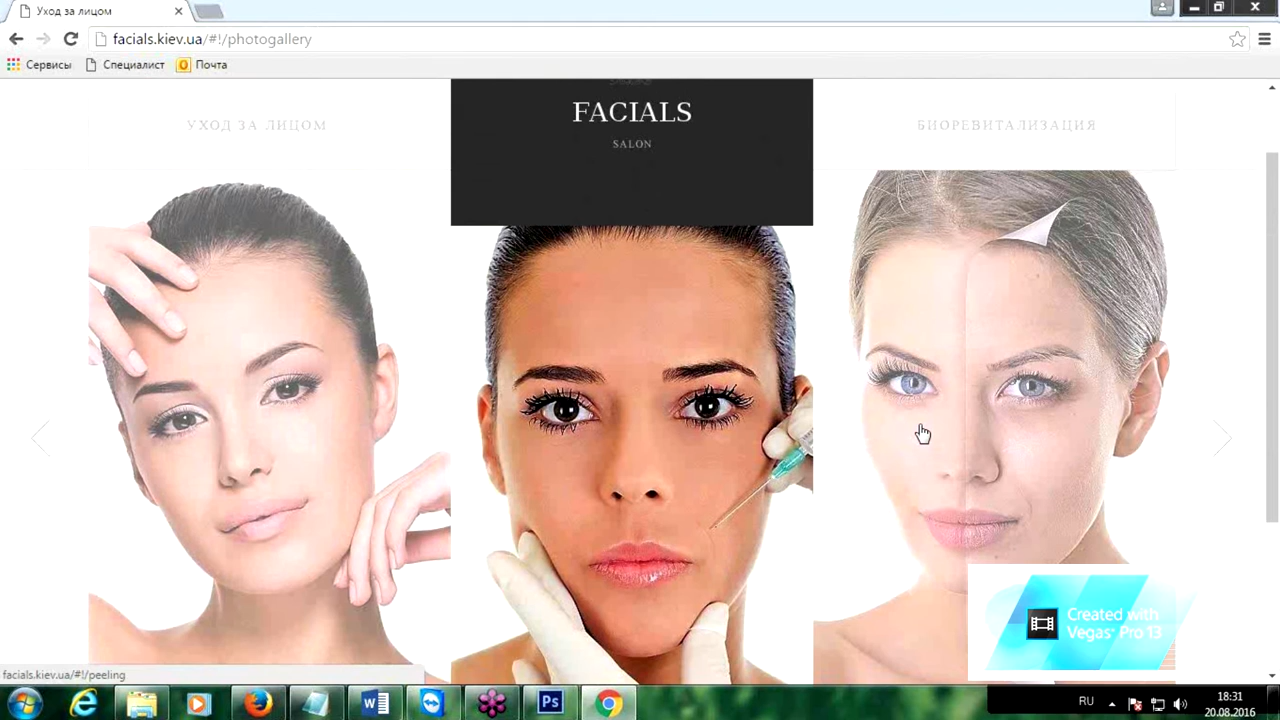 Уход за лицом
facials.kiev.ua/#!/photogallery
Сервисы
Специалист
Почта
FACIALS
SALON
УХОД ЗА ЛИЦОМ
БИОРЕВИТАЛИЗАЦИЯ
Created with
Vegas Pro 13
facials.kiev.ua/#!/peeling
RU
18:31
20.08.2016